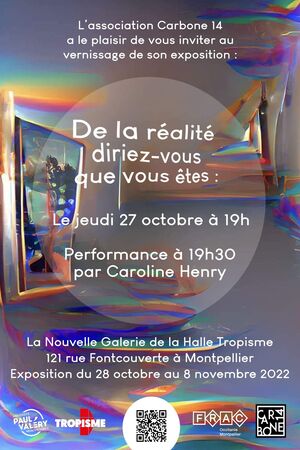 L'association Carbone 14
a le plaisir de vous inviter au
vernissage de son exposition :
De la réalité
diriez-vous
que vous êtes :
Le jeudi 27 octobre à 19h
Performance à 19h30
par Caroline Henry
La Nouvelle Galerie de la Halle Tropisme
121 rue Fontcouverte à Montpellier
Exposition du 28 octobre au 8 novembre 2022
PAUL
VALÉRY
TROPISME
FRAC
Occitanie
Montpellier
CAR
BONE